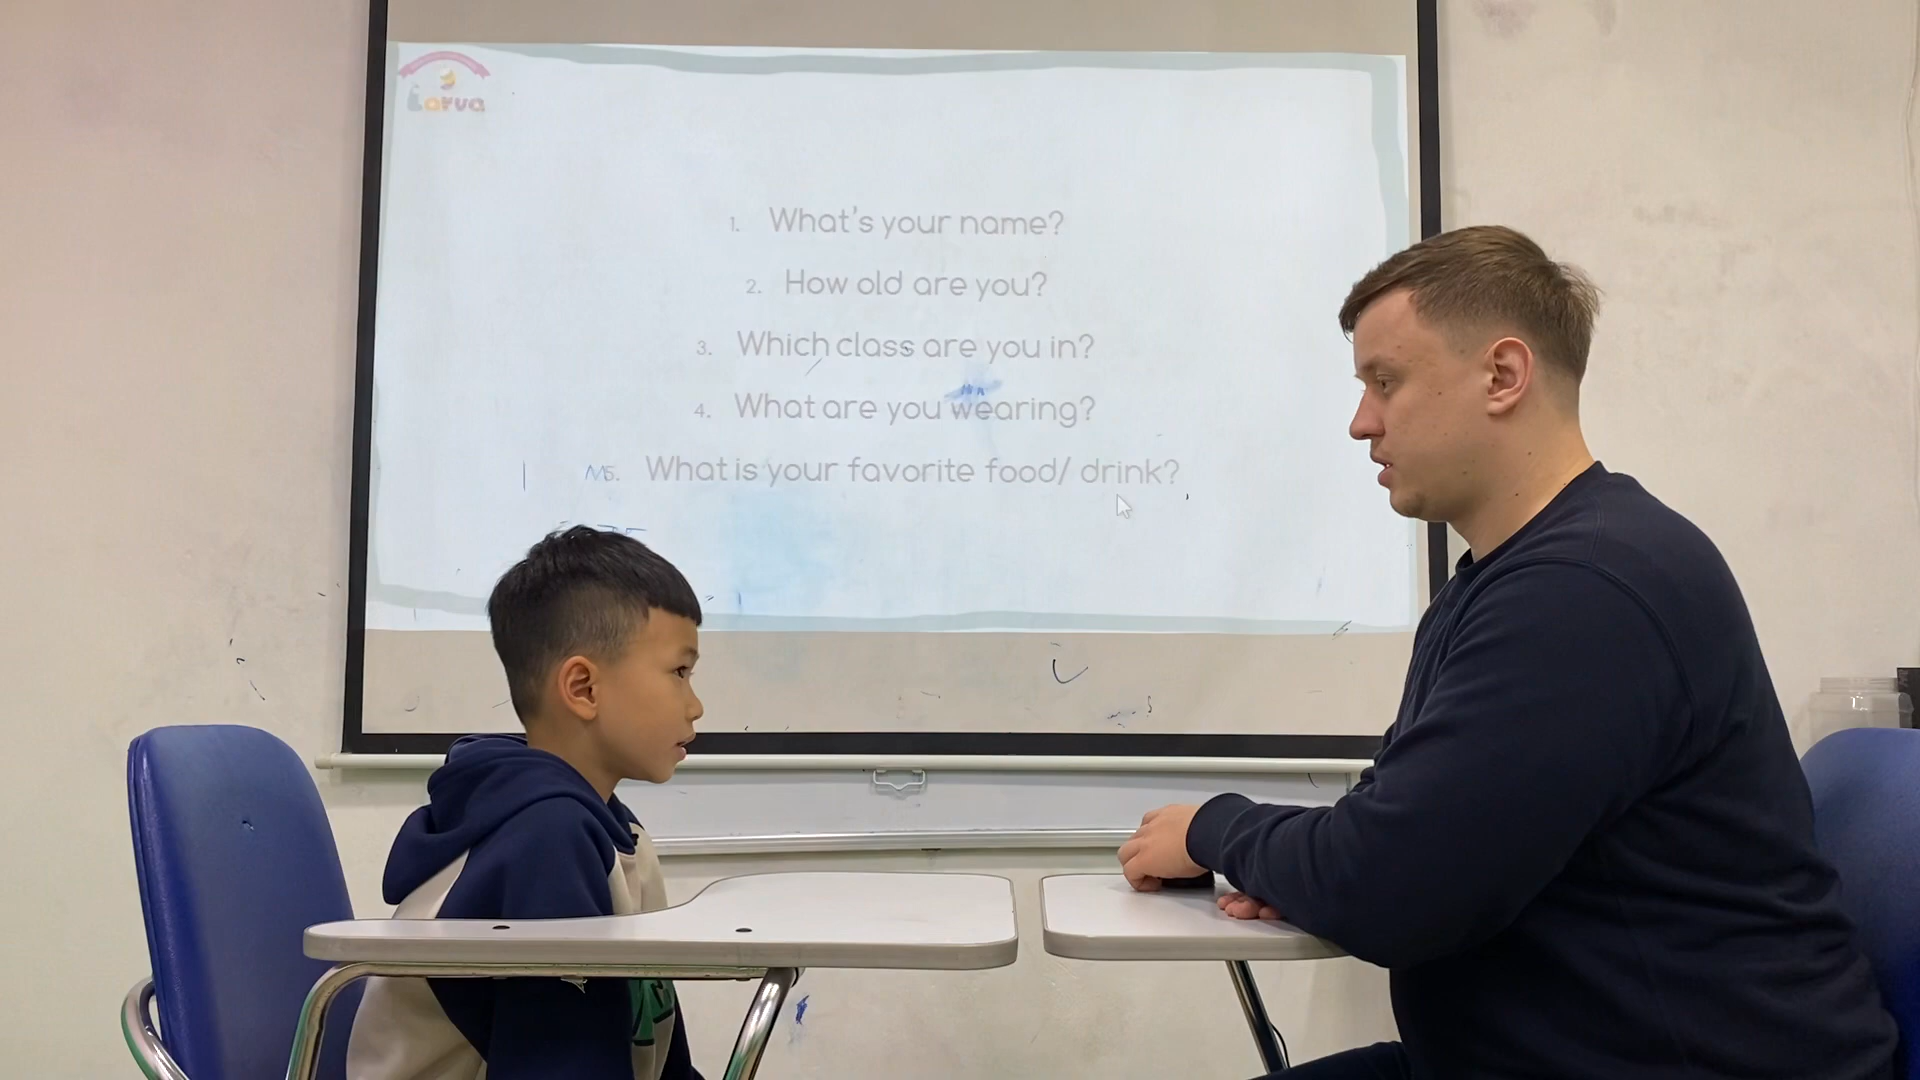 Larva
1. What's your name?
2. How old are you?
3. Which class are you in?
4. What are you wearing?
5. What is your favorite food/ drink?